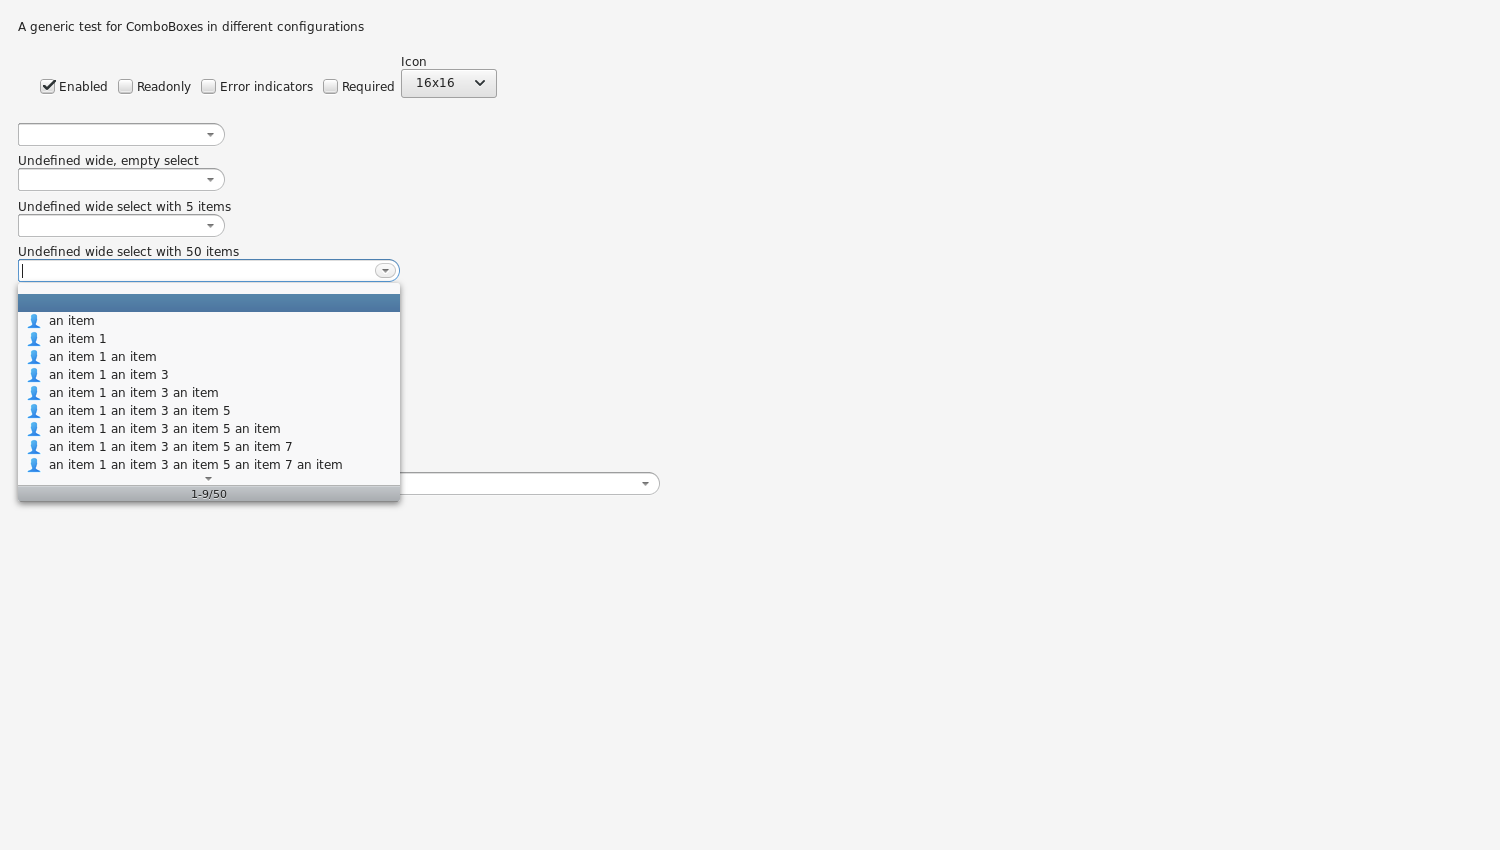 A generic test for ComboBoxes in different configurations
Icon
Enabled Readonly Error indicators Required 16x16
Undefined wide, empty select
Undefined wide select with 5 items
Undefined wide select with 50 items
an item
an item 1
an item 1 an item
an item 1 an item 3
an item 1 an item 3 an item
an item 1 an item 3 an item 5
an item 1 an item 3 an item 5 an item
an item 1 an item 3 an item 5 an item 7
an item 1 an item 3 an item 5 an item 7 an item
1-9/50